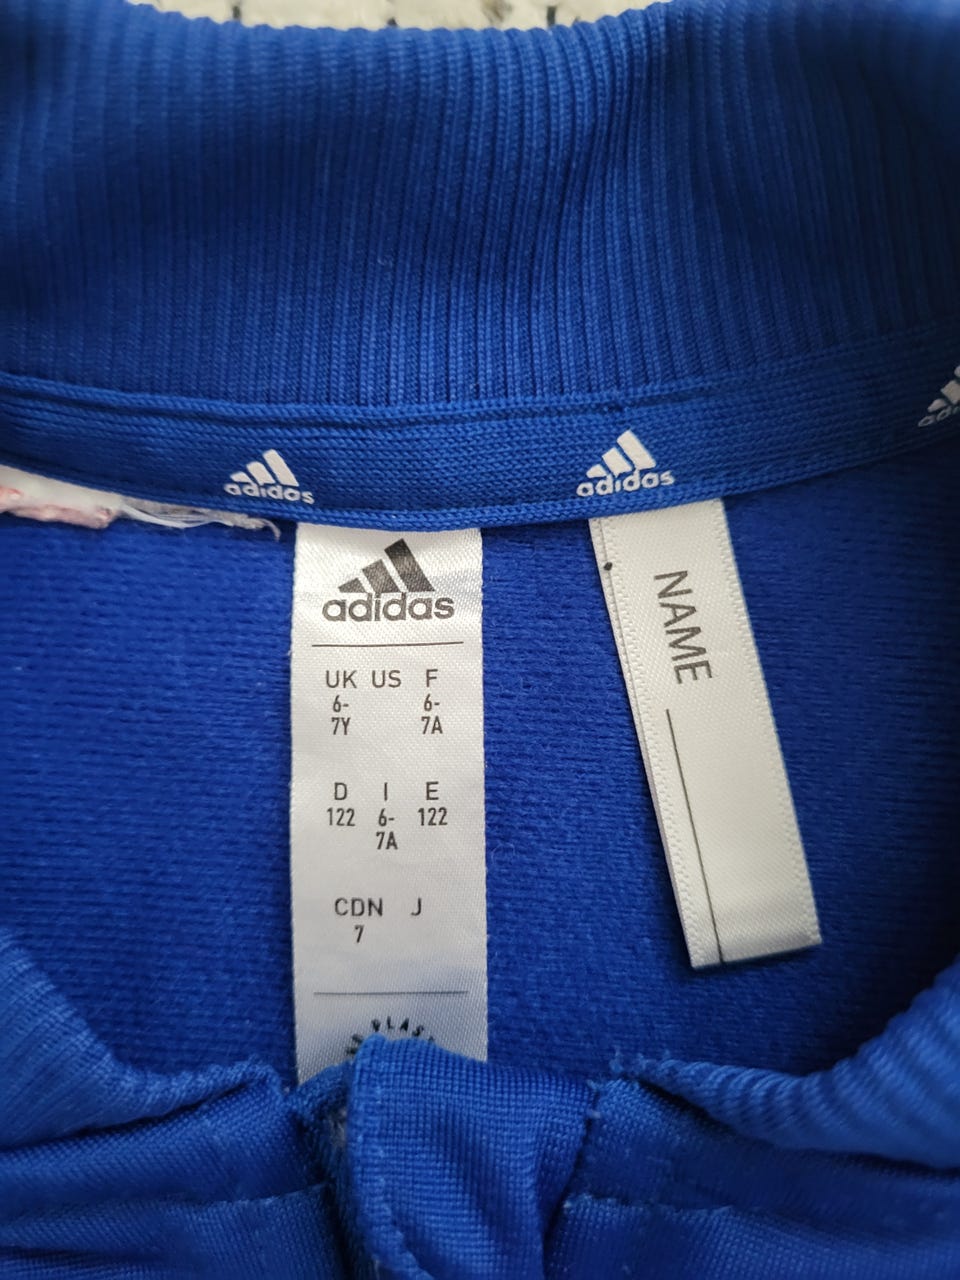 adidas
adidas
adidas
UK US F
6- 6-
7Y 7A
D I E
122 6- 122
7A
CDN J
7
NAME